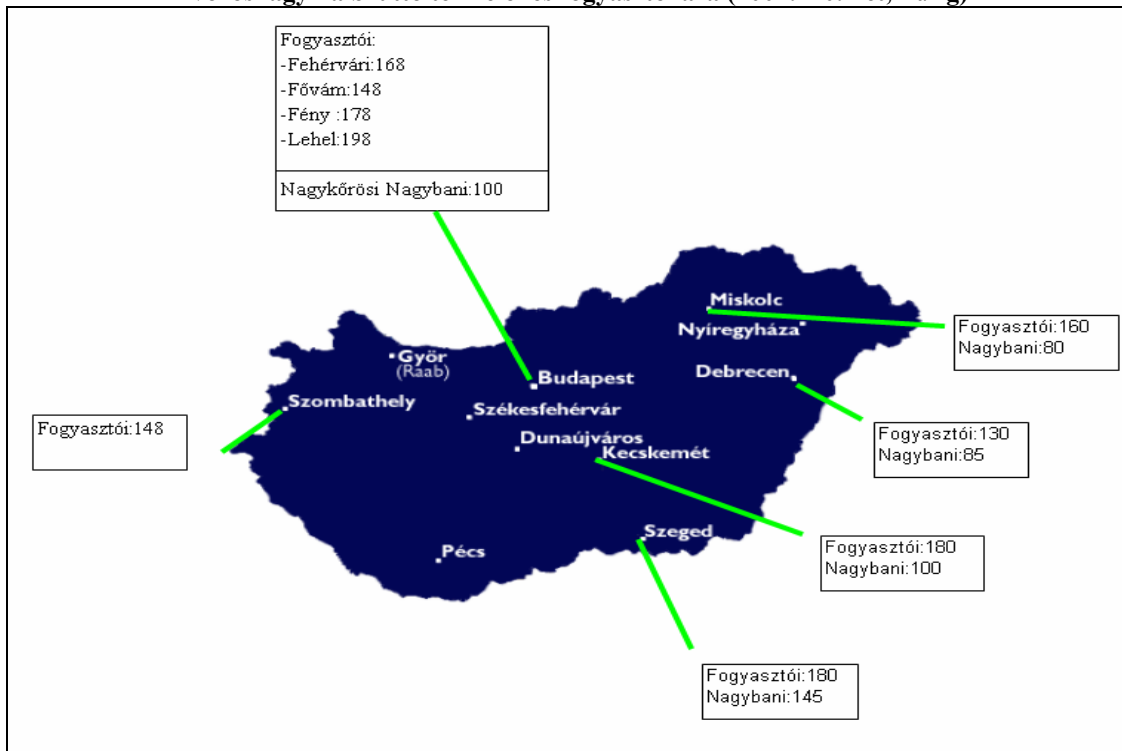 Fogyasztói:
-Fehérvári:168
-Fővám:148
-Fény :178
-Lehel:198
Nagykőrösi Nagybani:100
Miskolc
Nyíregyháza
Fogyasztói:160
Nagybani:80
Györ
(Raab)
Budapest
Debrecen
Szombathely
Székesfehérvár
Fogyasztói:148
Dunaújváros
Kecskemét
Fogyasztói:130
Nagybani:85
Szeged
Pécs
Fogyasztói:180
Nagybani:100
Fogyasztói:180
Nagybani:145